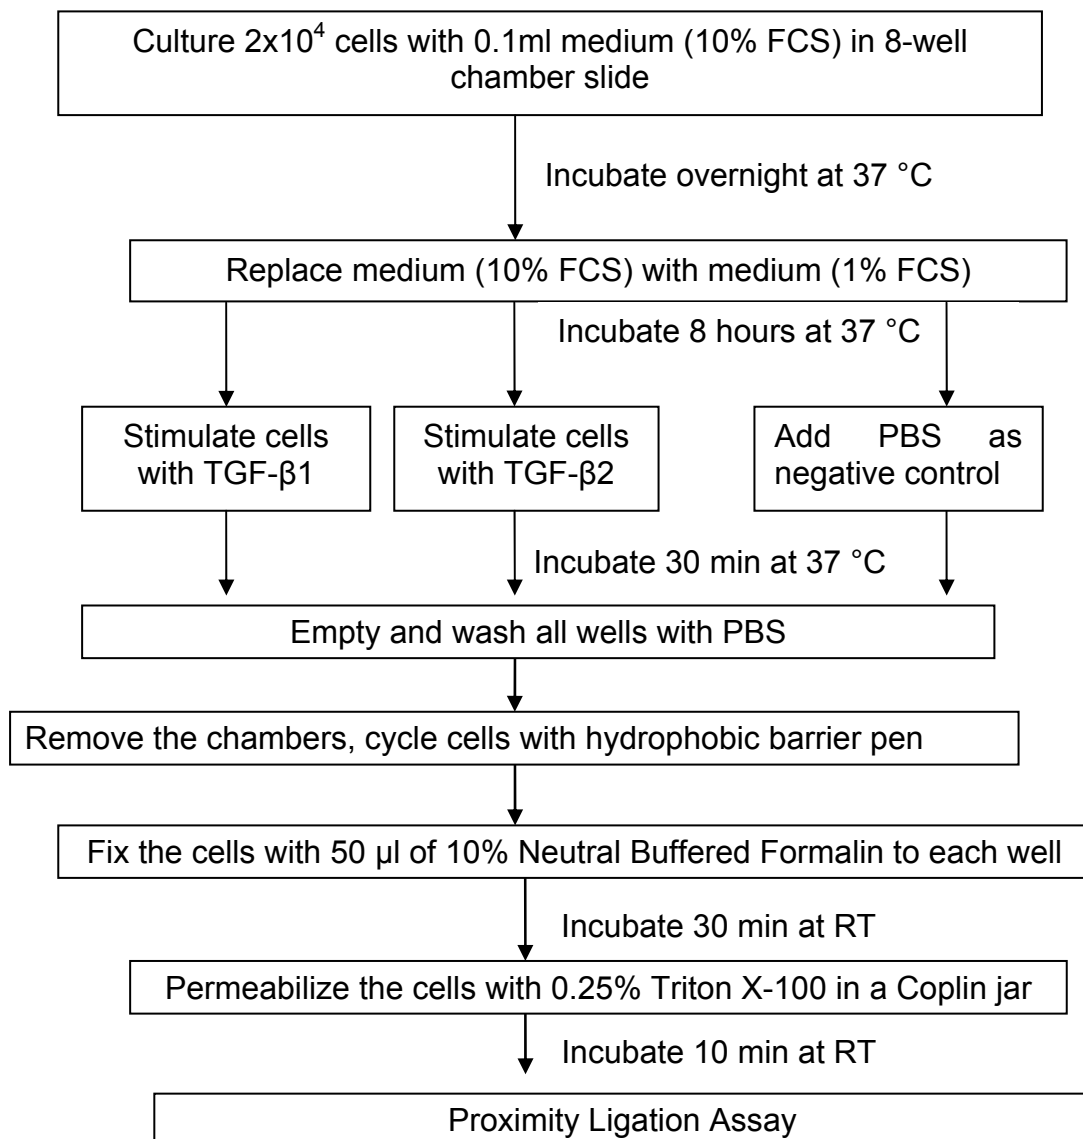 Culture 2x10⁴ cells with 0.1ml medium (10% FCS) in 8-well
chamber slide
Incubate overnight at 37 °C
Replace medium (10% FCS) with medium (1% FCS)
Incubate 8 hours at 37 °C
Stimulate cells
with TGF-β1
Stimulate cells
with TGF-β2
Add PBS as
negative control
Incubate 30 min at 37 °C
Empty and wash all wells with PBS
Remove the chambers, cycle cells with hydrophobic barrier pen
Fix the cells with 50 µl of 10% Neutral Buffered Formalin to each well
Incubate 30 min at RT
Permeabilize the cells with 0.25% Triton X-100 in a Coplin jar
Incubate 10 min at RT
Proximity Ligation Assay